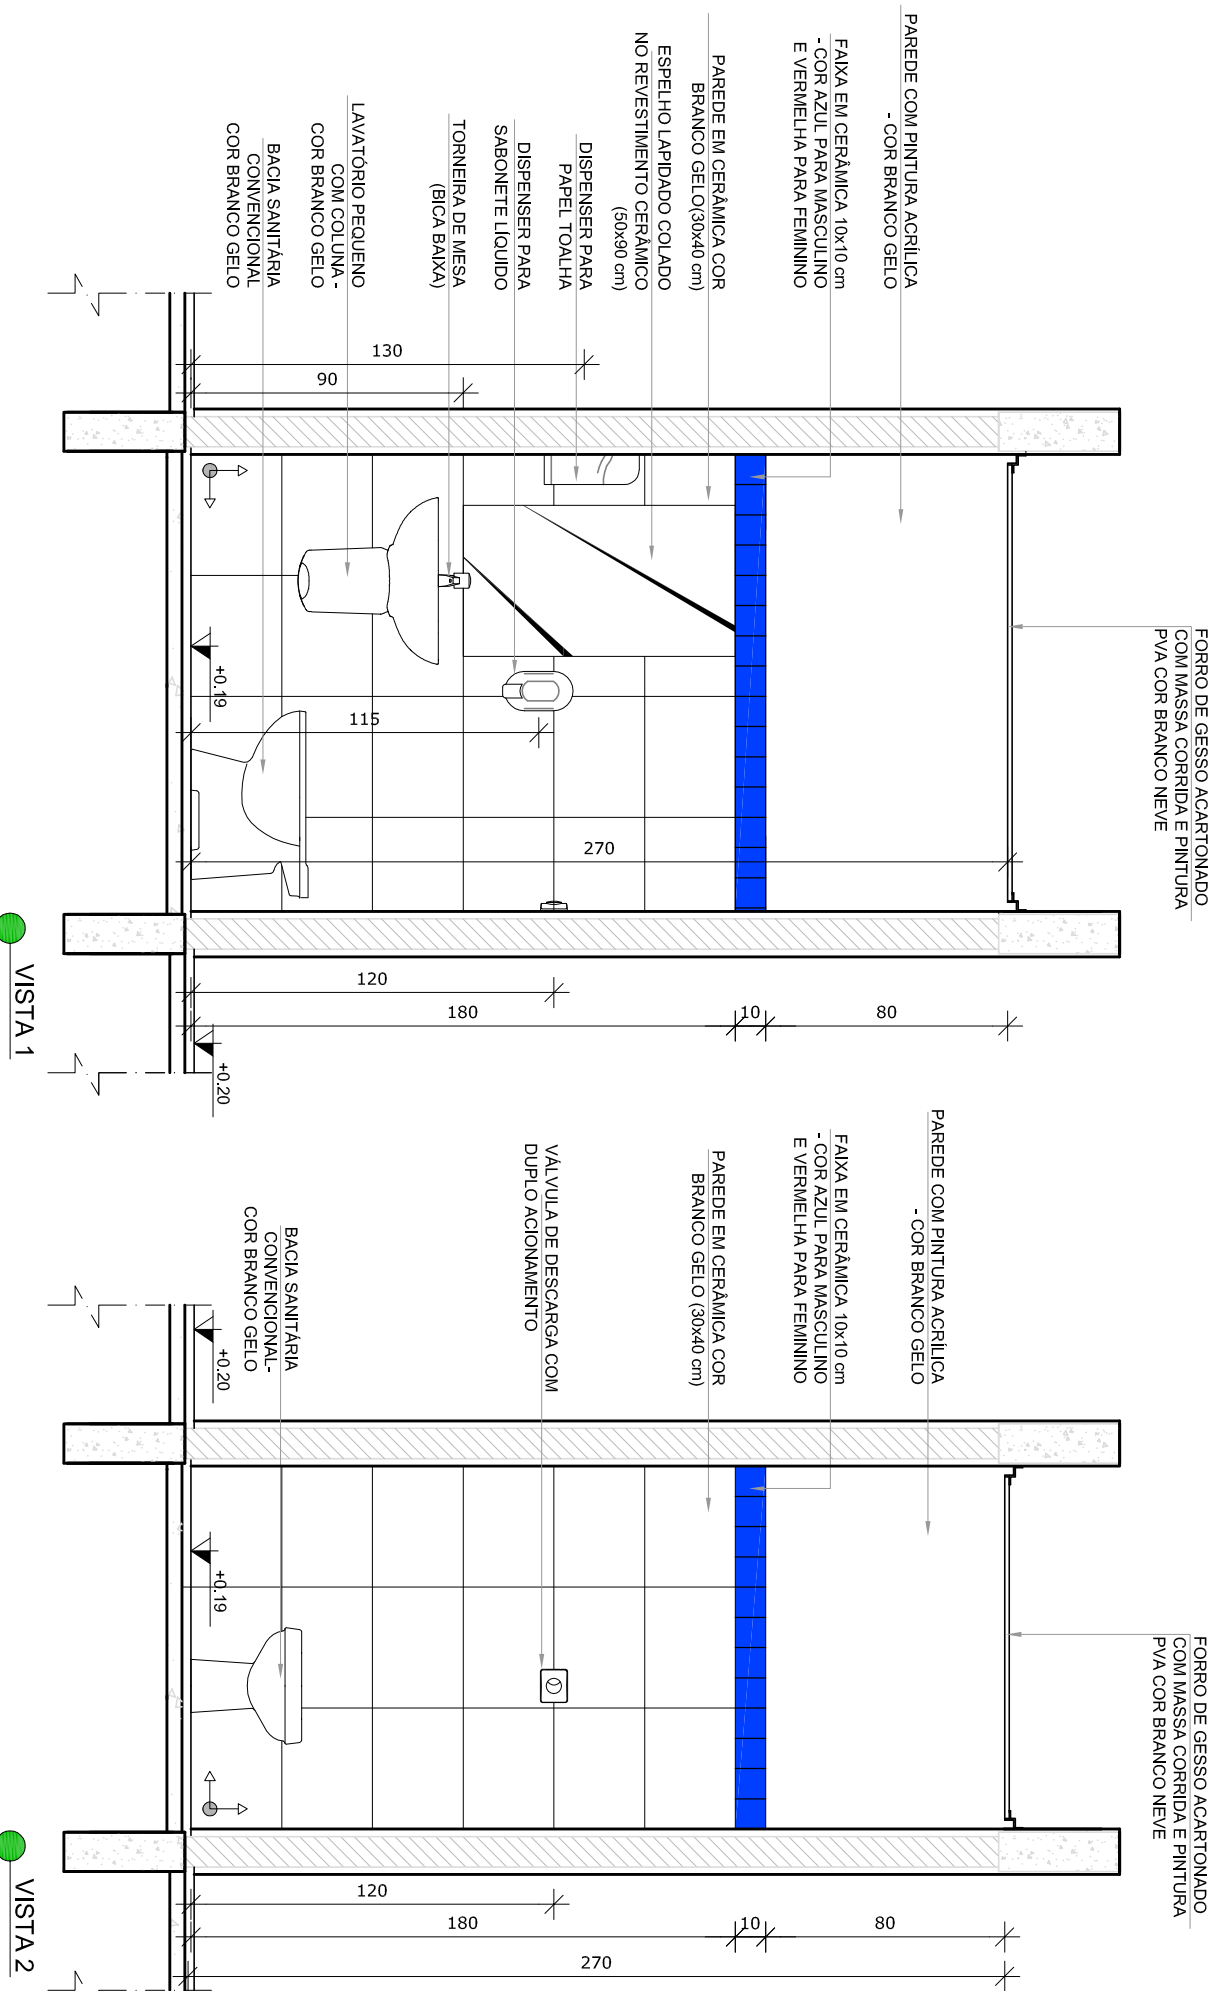 FORRO DE GESSO ACARTONADO
COM MASSA CORRIDA E PINTURA
PVA COR BRANCO NEVE
PAREDE COM PINTURA ACRÍLICA
- COR BRANCO GELO
FAIXA EM CERÂMICA 10x10 cm
- COR AZUL PARA MASCULINO
E VERMELHA PARA FEMININO
PAREDE EM CERÂMICA COR
BRANCO GELO(30x40 cm)
ESPELHO LAPIDADO COLADO
NO REVESTIMENTO CERÂMICO
(50x90 cm)
DISPENSER PARA
PAPEL TOALHA
DISPENSER PARA
SABONETE LÍQUIDO
TORNEIRA DE MESA
(BICA BAIXA)
LAVATÓRIO PEQUENO
COM COLUNA -
COR BRANCO GELO
BACIA SANITÁRIA
CONVENCIONAL
COR BRANCO GELO
130
90
115
270
120
180
10
80
+0.19
+0.20
VISTA 1
FORRO DE GESSO ACARTONADO
COM MASSA CORRIDA E PINTURA
PVA COR BRANCO NEVE
PAREDE COM PINTURA ACRÍLICA
- COR BRANCO GELO
FAIXA EM CERÂMICA 10x10 cm
- COR AZUL PARA MASCULINO
E VERMELHA PARA FEMININO
PAREDE EM CERÂMICA COR
BRANCO GELO (30x40 cm)
VÁLVULA DE DESCARGA COM
DUPLO ACIONAMENTO
BACIA SANITÁRIA
CONVENCIONAL-
COR BRANCO GELO
+0.20
+0.19
120
180
10
80
270
VISTA 2